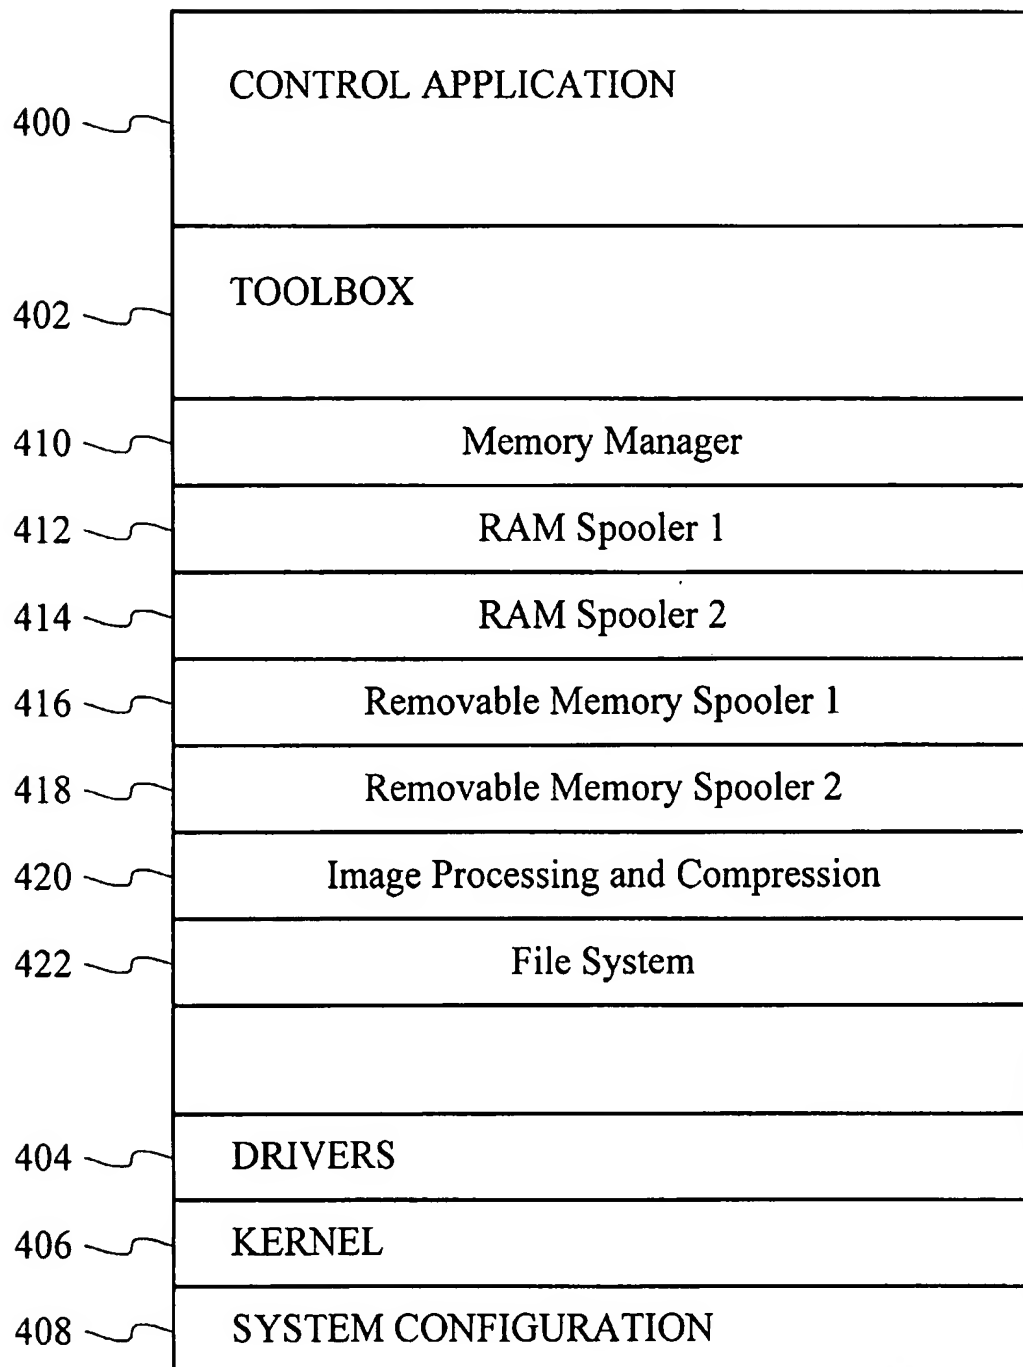 400 CONTROL APPLICATION
402 TOOLBOX
410 Memory Manager
412 RAM Spooler 1
414 RAM Spooler 2
416 Removable Memory Spooler 1
418 Removable Memory Spooler 2
420 Image Processing and Compression
422 File System
404 DRIVERS
406 KERNEL
408 SYSTEM CONFIGURATION